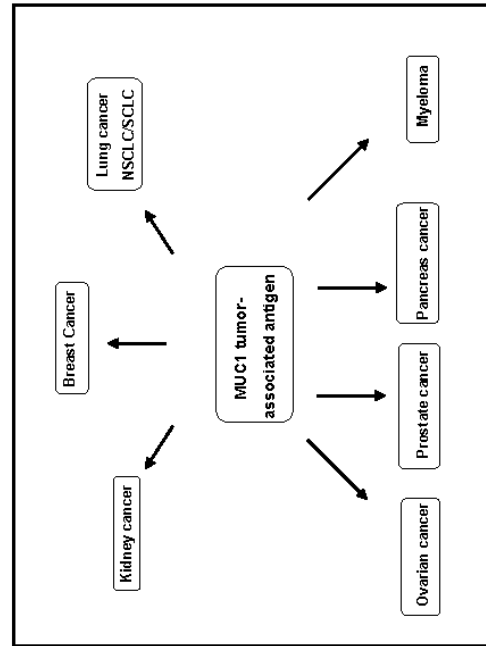 Kidney cancer
Breast Cancer
Lung cancer
NSCLC/SCLC
MUC1 tumor-
associated antigen
Ovarian cancer
Prostate cancer
Pancreas cancer
Myeloma